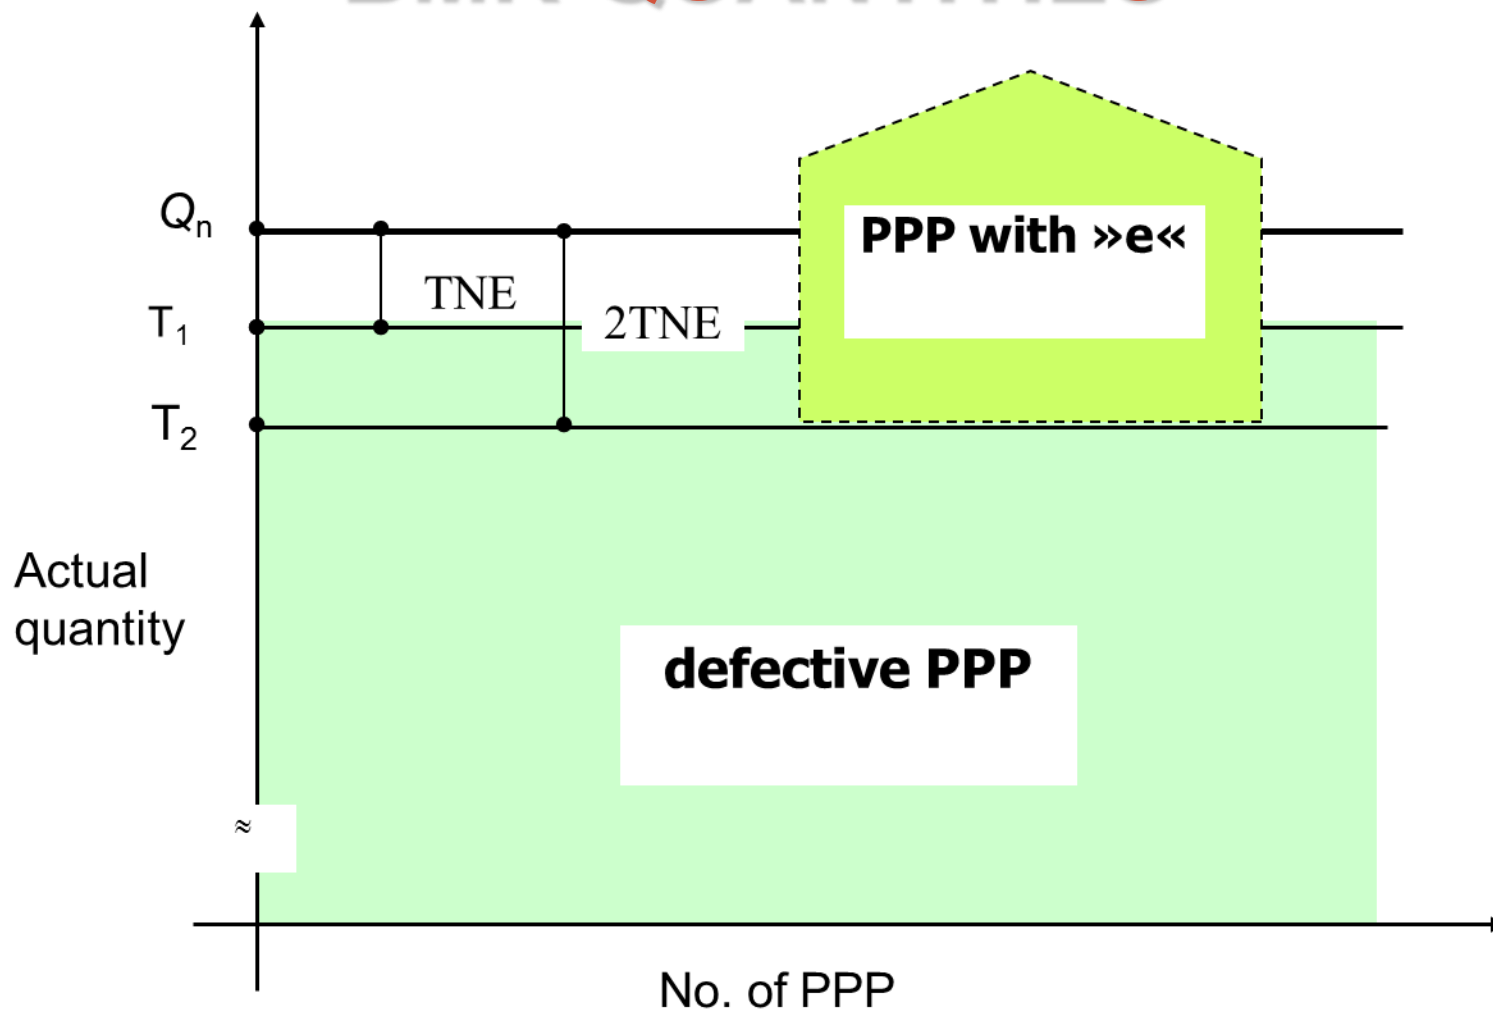 Qn
PPP with »e«
TNE
T1
2TNE
T2
Actual
quantity
defective PPP
≈
No. of PPP